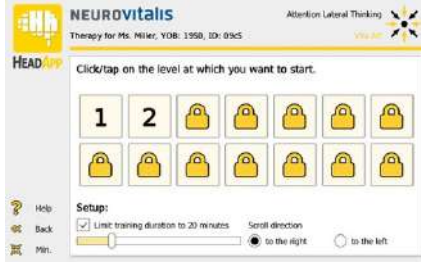 NEUROvitalis
Attention Lateral Thinking
Therapy for Ms. Miller, YOB: 1950, ID: 09c5
HEADAPP
Click/tap on the level at which you want to start.
1 2
Setup:
Limit training duration to 20 minutes
Scroll direction
to the right
to the left
Help
Back
Min.